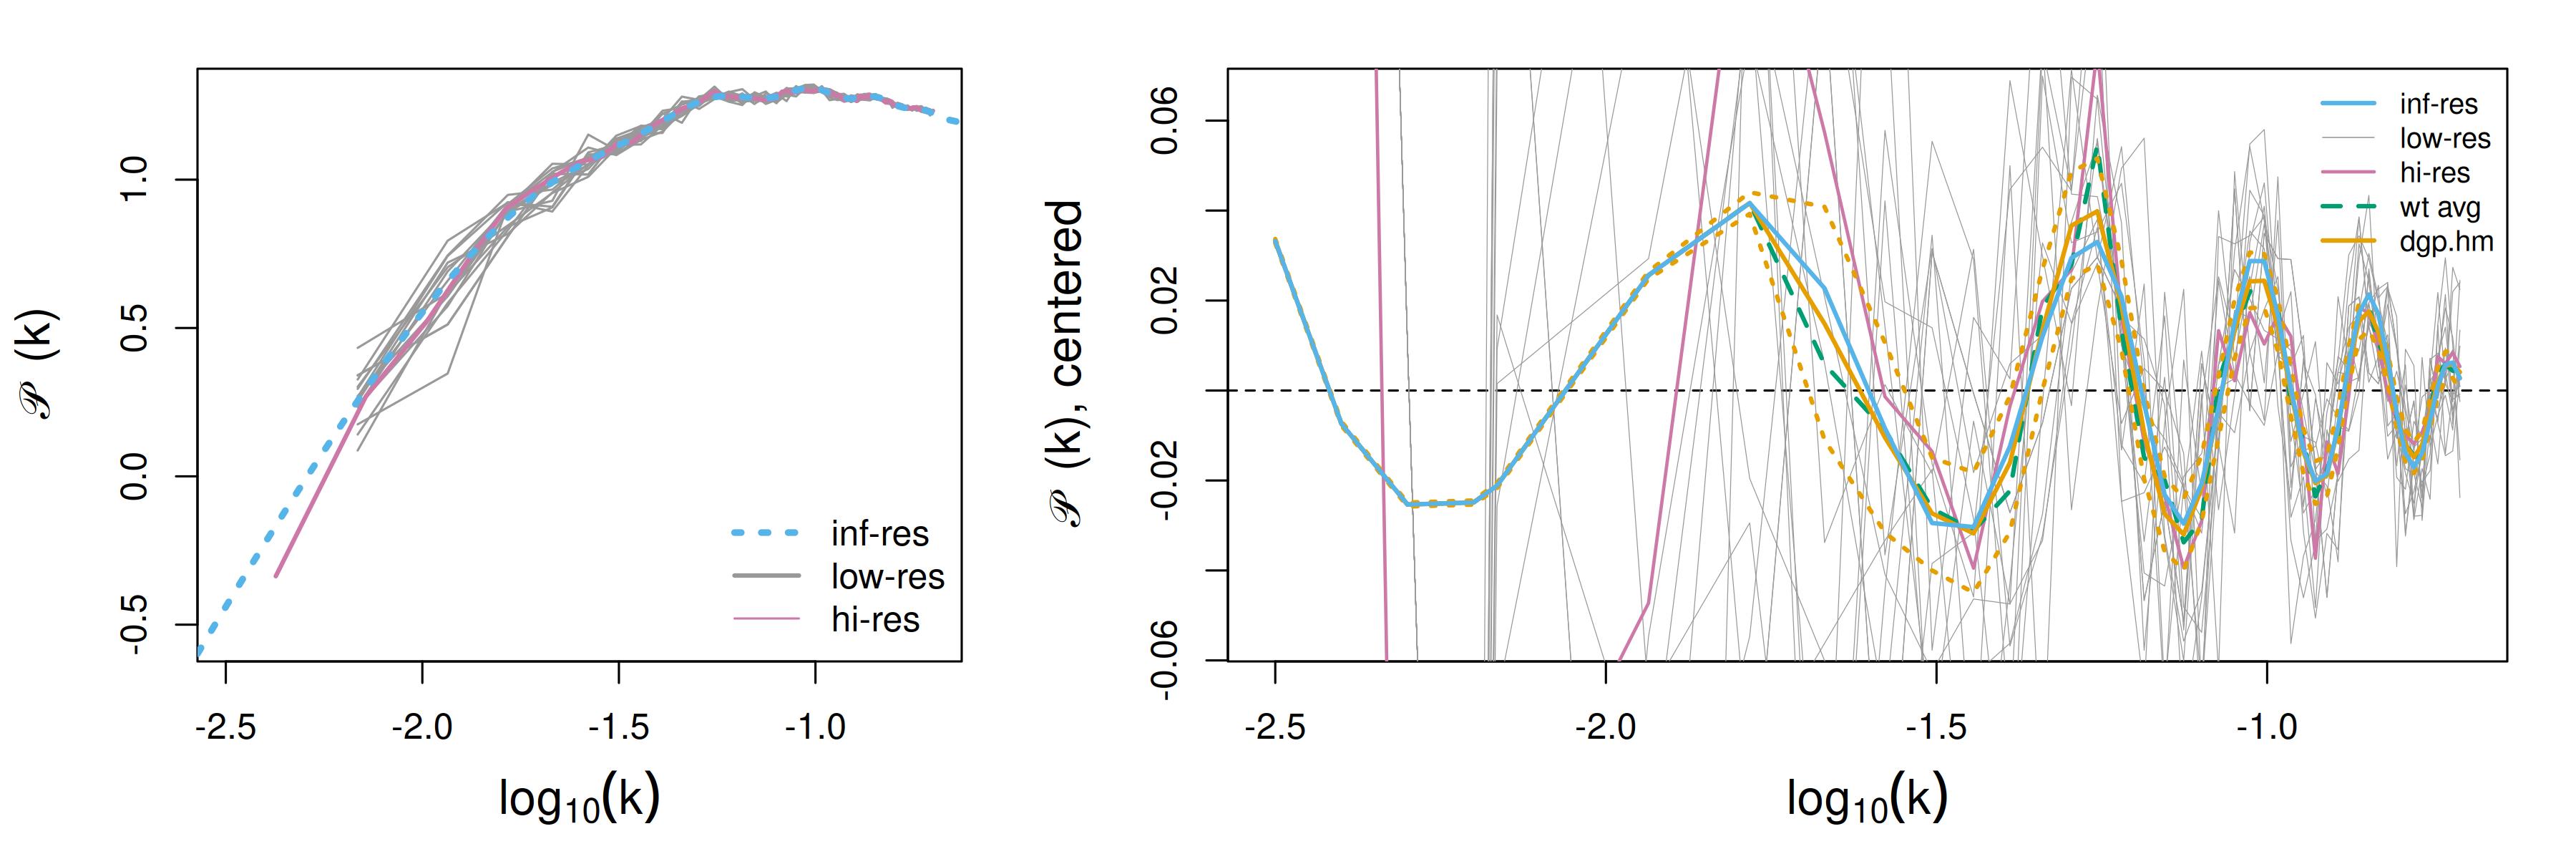 𝒫 (k)
1.0
0.5
0.0
-0.5
-2.5 -2.0 -1.5 -1.0
log₁₀(k)
inf-res
low-res
hi-res
𝒫 (k), centered
0.06
0.02
-0.02
-0.06
-2.5 -2.0 -1.5 -1.0
log₁₀(k)
inf-res
low-res
hi-res
wt avg
dgp.hm